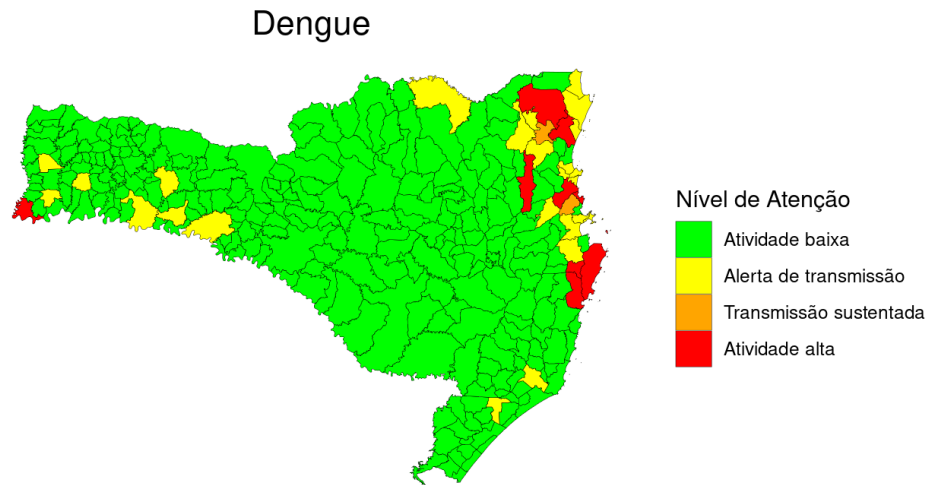 Dengue
Nível de Atenção
Atividade baixa
Alerta de transmissão
Transmissão sustentada
Atividade alta